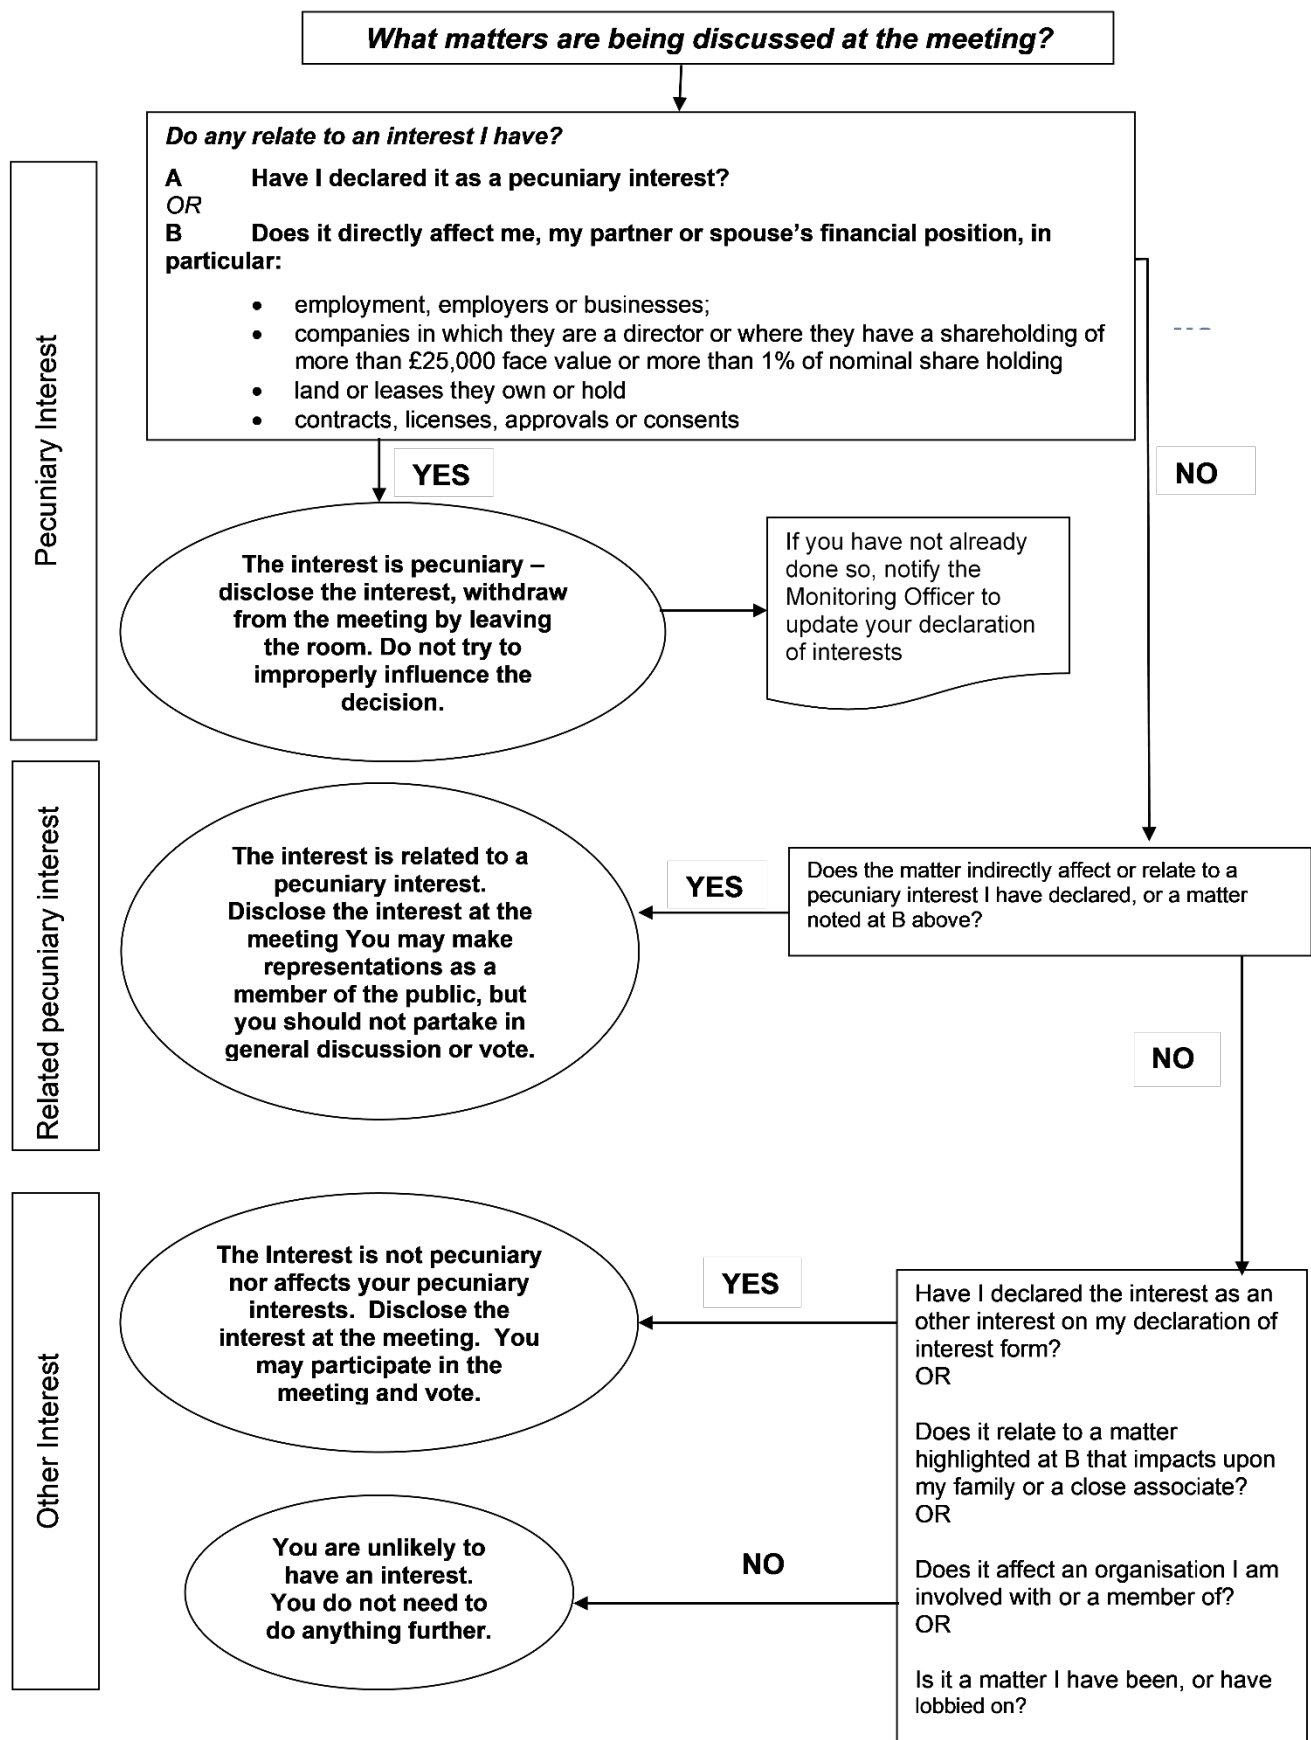 What matters are being discussed at the meeting?
Do any relate to an interest I have?
A Have I declared it as a pecuniary interest?
OR
B Does it directly affect me, my partner or spouse's financial position, in
particular:
• employment, employers or businesses;
• companies in which they are a director or where they have a shareholding of
more than £25,000 face value or more than 1% of nominal share holding
• land or leases they own or hold
• contracts, licenses, approvals or consents
Pecuniary Interest
YES
NO
The interest is pecuniary –
disclose the interest, withdraw
from the meeting by leaving
the room. Do not try to
improperly influence the
decision.
If you have not already
done so, notify the
Monitoring Officer to
update your declaration
of interests
Related pecuniary interest
The interest is related to a
pecuniary interest.
Disclose the interest at the
meeting You may make
representations as a
member of the public, but
you should not partake in
general discussion or vote.
YES
Does the matter indirectly affect or relate to a
pecuniary interest I have declared, or a matter
noted at B above?
NO
Other Interest
The Interest is not pecuniary
nor affects your pecuniary
interests. Disclose the
interest at the meeting. You
may participate in the
meeting and vote.
YES
Have I declared the interest as an
other interest on my declaration of
interest form?
OR
Does it relate to a matter
highlighted at B that impacts upon
my family or a close associate?
OR
Does it affect an organisation I am
involved with or a member of?
OR
Is it a matter I have been, or have
lobbied on?
NO
You are unlikely to
have an interest.
You do not need to
do anything further.